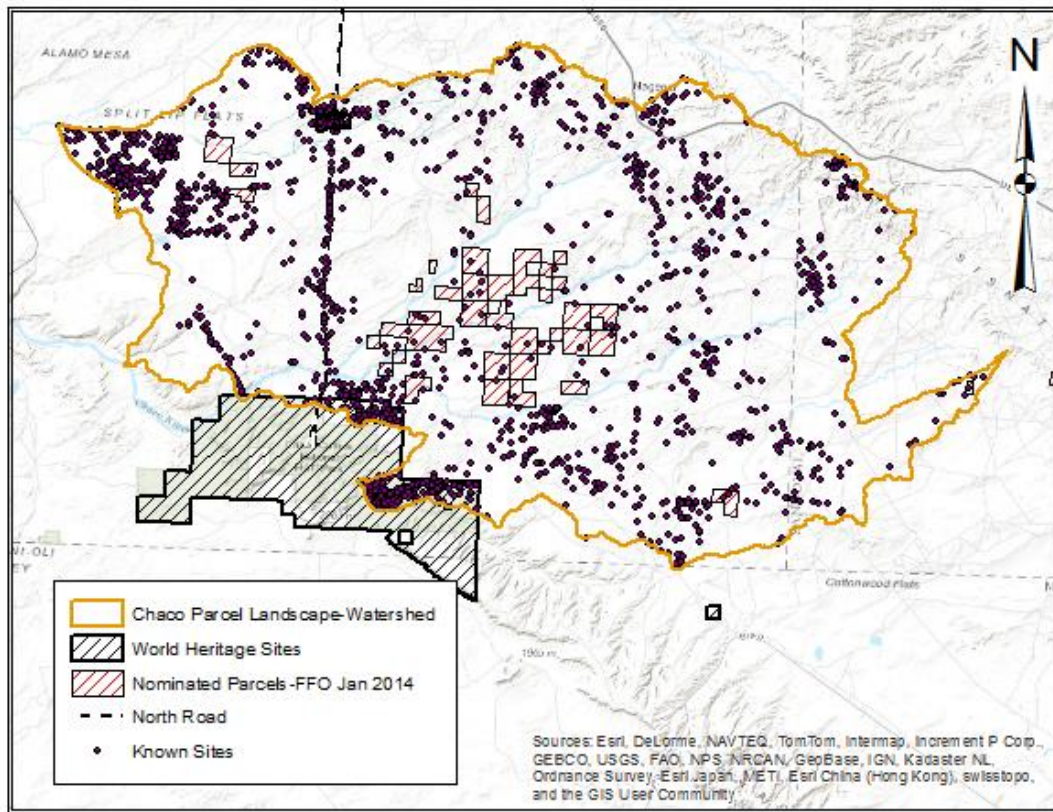 ALAMO MESA
SPLIT LIP FLATS
N
Chaco Parcel Landscape-Watershed
World Heritage Sites
Nominated Parcels -FFO Jan 2014
North Road
Known Sites
Cottonwood Flats
Sources: Esri, DeLorme, NAVTEQ, TomTom, Intermap, Increment P Corp.,
GEBCO, USGS, FAO, NPS, NRCAN, GeoBase, IGN, Kadaster NL,
Ordnance Survey, Esri Japan, METI, Esri China (Hong Kong), swisstopo,
and the GIS User Community